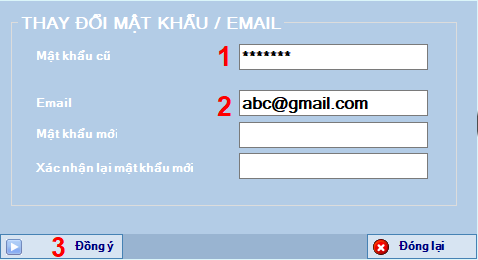 THAY ĐỔI MẬT KHẨU / EMAIL
Mật khẩu cũ 1 *******
Email 2 abc@gmail.com
Mật khẩu mới
Xác nhận lại mật khẩu mới
3 Đồng ý Đóng lại